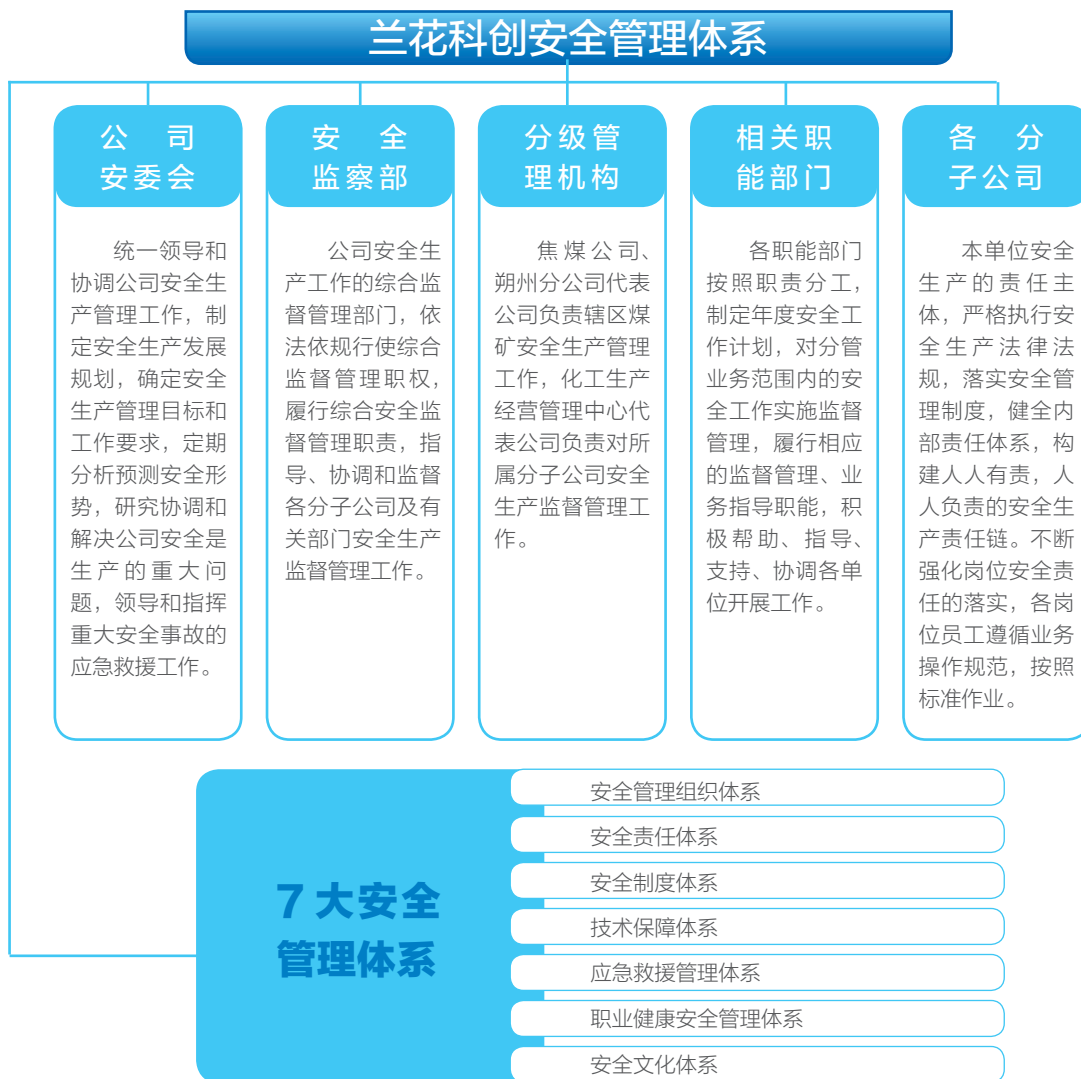 兰花科创安全管理体系
公司
安委会
统一领导和
协调公司安全生
产管理工作，制
定安全生产发展
规划，确定安全
生产管理目标和
工作要求，定期
分析预测安全形
势，研究协调和
解决公司安全是
生产的重大问
题，领导和指挥
重大安全事故的
应急救援工作。
安全
监察部
公司安全生
产工作的综合监
督管理部门，依
法依规行使综合
监督管理职权，
履行综合安全监
督管理职责，指
导、协调和监督
各分子公司及有
关部门安全生产
监督管理工作。
分级管
理机构
焦煤公司、
朔州分公司代表
公司负责辖区煤
矿安全生产管理
工作，化工生产
经营管理中心代
表公司负责对所
属分子公司安全
生产监督管理工
作。
相关职
能部门
各职能部门
按照职责分工，
制定年度安全工
作计划，对分管
业务范围内的安
全工作实施监督
管理，履行相应
的监督管理、业
务指导职能，积
极帮助、指导、
支持、协调各单
位开展工作。
各分
子公司
本单位安全
生产的责任主
体，严格执行安
全生产法律法
规，落实安全管
理制度，健全内
部责任体系，构
建人人有责，人
人负责的安全生
产责任链。不断
强化岗位安全责
任的落实，各岗
位员工遵循业务
操作规范，按照
标准作业。
7大安全
管理体系
安全管理组织体系
安全责任体系
安全制度体系
技术保障体系
应急救援管理体系
职业健康安全管理体系
安全文化体系